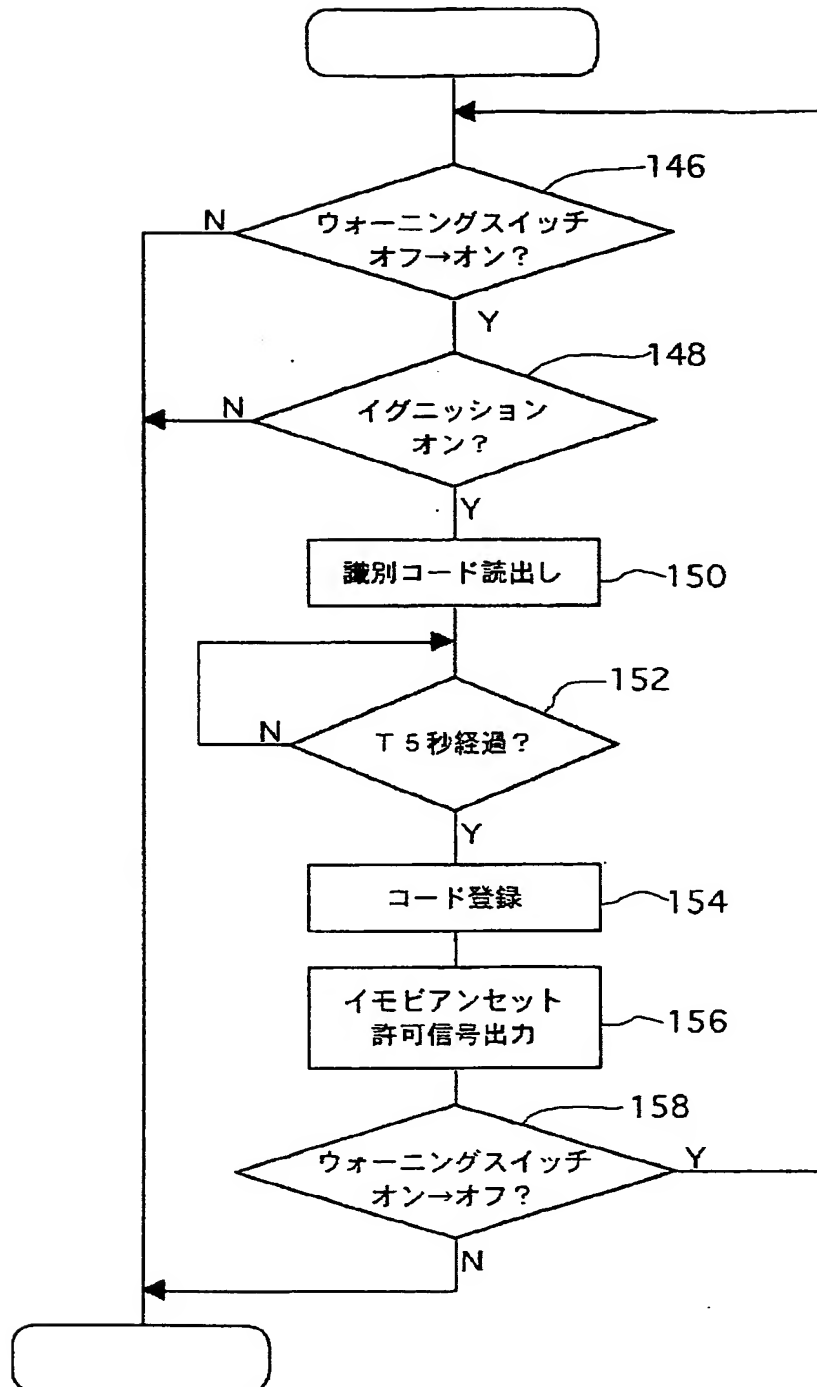 146
N
ウォーニングスイッチ
オフ→オン？
Y
148
N
イグニッション
オン？
Y
識別コード読出し
150
152
N
T5秒経過？
Y
コード登録
154
イモビアンセット
許可信号出力
156
158
ウォーニングスイッチ
オン→オフ？
Y
N